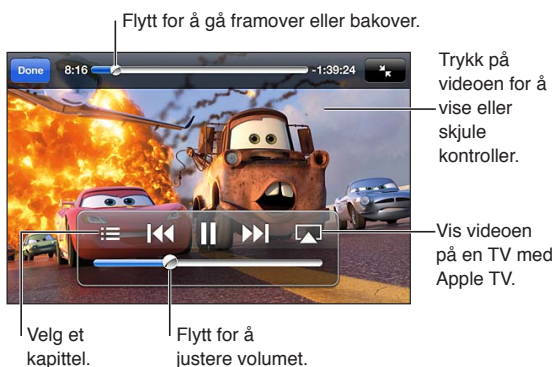 Flytt for å gå framover eller bakover.
Done 8:16 -1:39:24
Trykk på
videoen for å
vise eller
skjule
kontroller.
Vis videoen
på en TV med
Apple TV.
Velg et
kapittel.
Flytt for å
justere volumet.